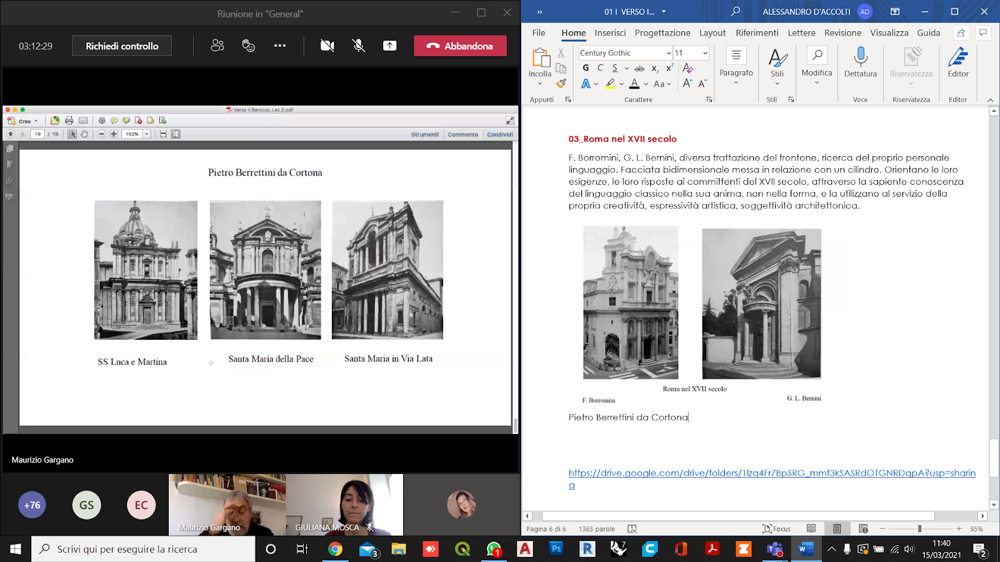 Riunione in "General"
03:12:29
Richiedi controllo
Abbandona
Verso il Barocco_Lez 2.pdf
Crea
19 / 19
102%
Strumenti
Commento
Condividi
Pietro Berrettini da Cortona
SS Luca e Martina
Santa Maria della Pace
Santa Maria in Via Lata
Maurizio Gargano
+76
GS
EC
Maurizio Gargano
GIULIANA MOSCA
01 I VERSO I...
ALESSANDRO D'ACCOLTI
AD
File
Home
Inserisci
Progettazione
Layout
Riferimenti
Lettere
Revisione
Visualizza
Guida
Incolla
Century Gothic
11
G C S ab x₂ x²
A A Aa A A
Paragrafo
Stili
Modifica
Dettatura
Riservatezza
Editor
Appunti
Carattere
Stili
Voce
Riservatezza
Editor
03_Roma nel XVII secolo
F. Borromini, G. L. Bernini, diversa trattazione del frontone, ricerca del proprio personale
linguaggio. Facciata bidimensionale messa in relazione con un cilindro. Orientano le loro
esigenze, le loro risposte ai committenti del XVII secolo, attraverso la sapiente conoscenza
del linguaggio classico nella sua anima, non nella forma, e la utilizzano al servizio della
propria creatività, espressività artistica, soggettività architettonica.
Roma nel XVII secolo
F. Borromini
G. L. Bernini
Pietro Berrettini da Cortona
https://drive.google.com/drive/folders/1lzq4Fr7BpSRG_mmf3kSASRdOTGNRDqpA?usp=sharin
g
Pagina 6 di 6
1365 parole
Focus
95%
Scrivi qui per eseguire la ricerca
3
1
A
Ps
R
W
11:40
15/03/2021
2